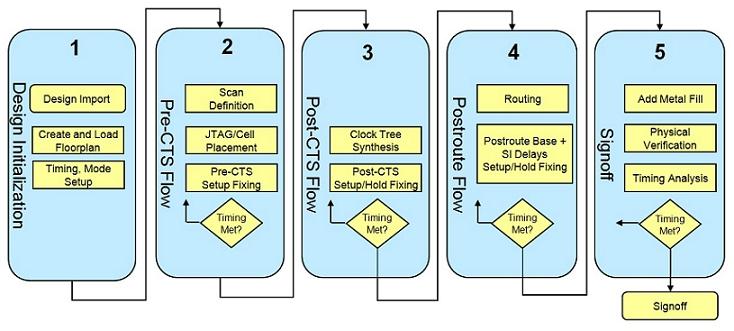 1
Design Initialization
Design Import
Create and Load
Floorplan
Timing, Mode
Setup
2
Pre-CTS Flow
Scan
Definition
JTAG/Cell
Placement
Pre-CTS
Setup Fixing
Timing
Met?
3
Post-CTS Flow
Clock Tree
Synthesis
Post-CTS
Setup/Hold Fixing
Timing
Met?
4
Postroute Flow
Routing
Postroute Base +
SI Delays
Setup/Hold Fixing
Timing
Met?
5
Signoff
Add Metal Fill
Physical
Verification
Timing Analysis
Timing
Met?
Signoff